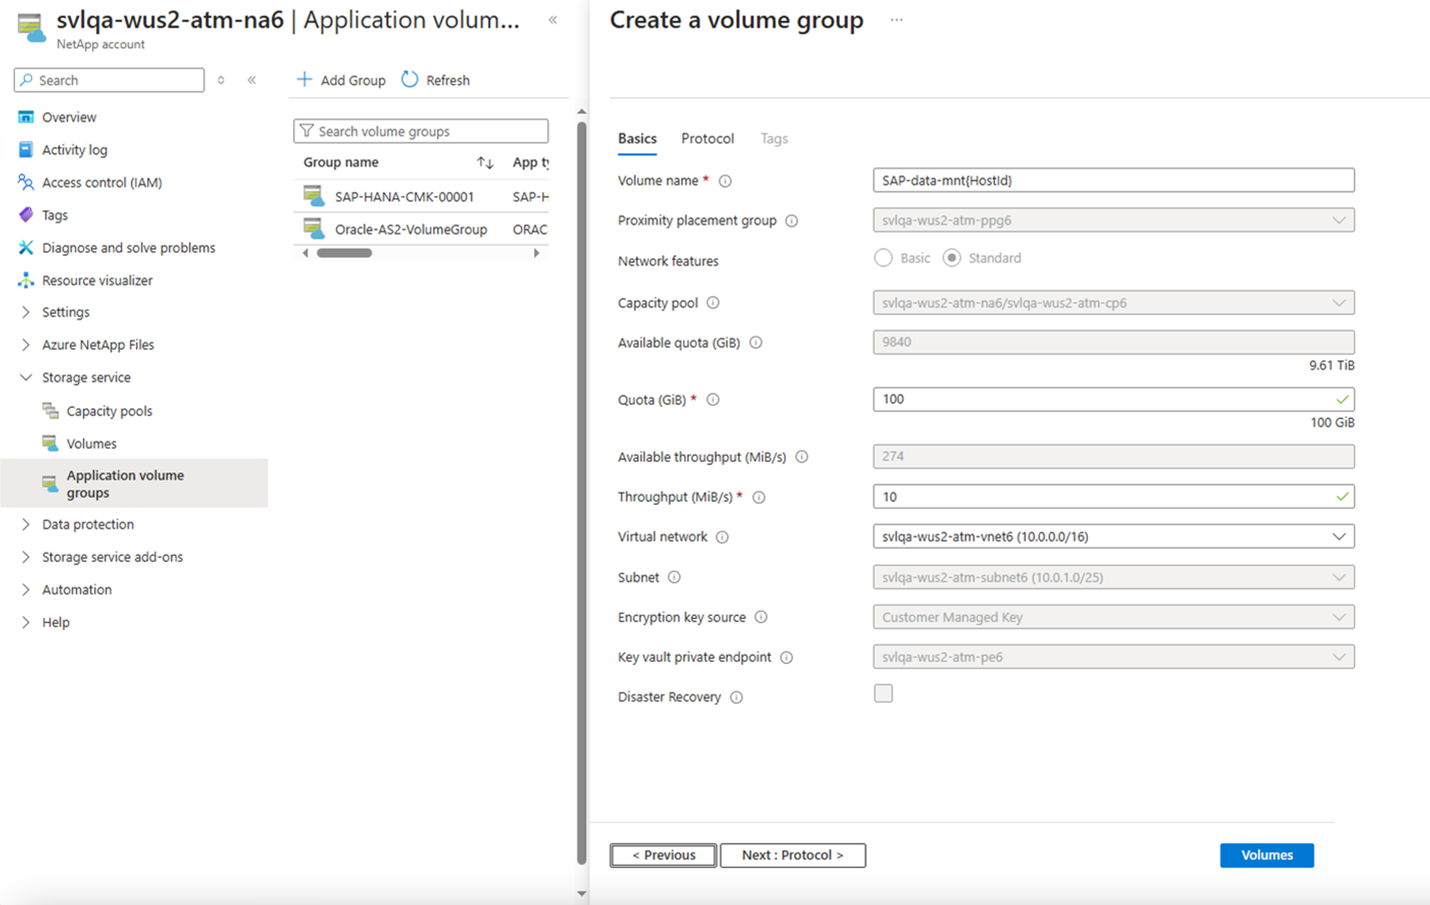 svlqa-wus2-atm-na6 | Application volum...
NetApp account
Search
Overview
Activity log
Access control (IAM)
Tags
Diagnose and solve problems
Resource visualizer
Settings
Azure NetApp Files
Storage service
Capacity pools
Volumes
Application volume
groups
Data protection
Storage service add-ons
Automation
Help
Add Group
Refresh
Search volume groups
Group name
App ty
SAP-HANA-CMK-00001
SAP-H
Oracle-AS2-VolumeGroup
ORAC
Create a volume group
...
Basics
Protocol
Tags
Volume name *
SAP-data-mnt{HostId}
Proximity placement group
svlqa-wus2-atm-ppg6
Network features
Basic
Standard
Capacity pool
svlqa-wus2-atm-na6/svlqa-wus2-atm-cp6
Available quota (GiB)
9840
9.61 TiB
Quota (GiB) *
100
100 GiB
Available throughput (MiB/s)
274
Throughput (MiB/s) *
10
Virtual network
svlqa-wus2-atm-vnet6 (10.0.0.0/16)
Subnet
svlqa-wus2-atm-subnet6 (10.0.1.0/25)
Encryption key source
Customer Managed Key
Key vault private endpoint
svlqa-wus2-atm-pe6
Disaster Recovery
< Previous
Next : Protocol >
Volumes